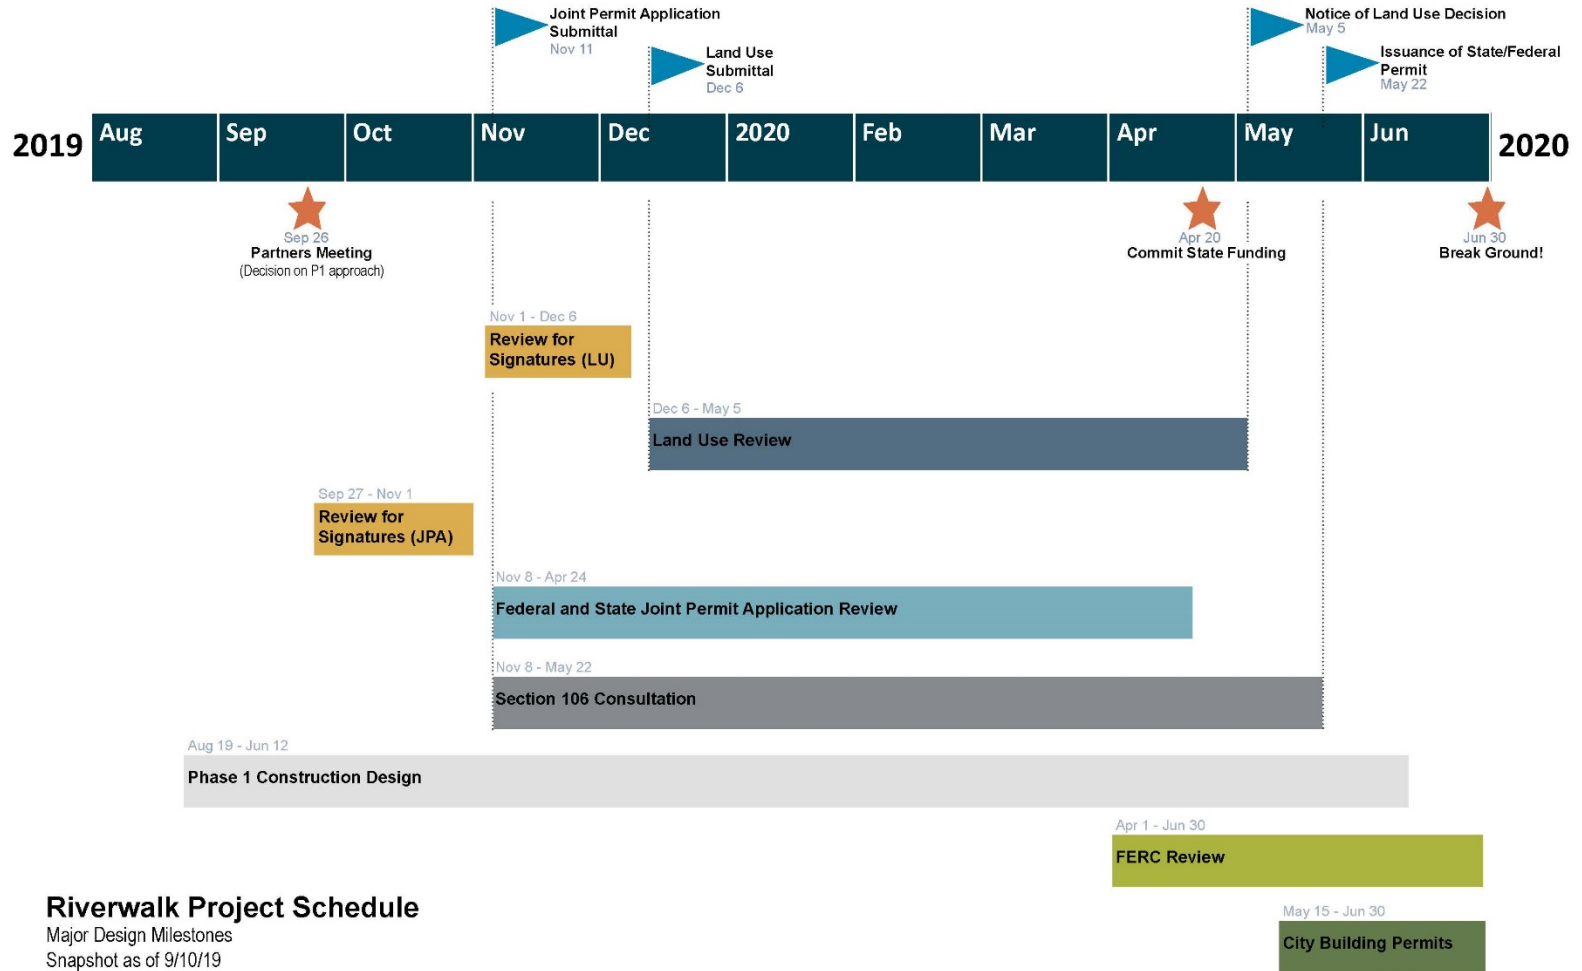 Joint Permit Application
Submittal
Nov 11
Land Use
Submittal
Dec 6
Notice of Land Use Decision
May 5
Issuance of State/Federal
Permit
May 22
2019
Aug
Sep
Oct
Nov
Dec
2020
Feb
Mar
Apr
May
Jun
2020
Sep 26
Partners Meeting
(Decision on P1 approach)
Apr 20
Commit State Funding
Jun 30
Break Ground!
Nov 1 - Dec 6
Review for
Signatures (LU)
Dec 6 - May 5
Land Use Review
Sep 27 - Nov 1
Review for
Signatures (JPA)
Nov 8 - Apr 24
Federal and State Joint Permit Application Review
Nov 8 - May 22
Section 106 Consultation
Aug 19 - Jun 12
Phase 1 Construction Design
Apr 1 - Jun 30
FERC Review
May 15 - Jun 30
City Building Permits
Riverwalk Project Schedule
Major Design Milestones
Snapshot as of 9/10/19